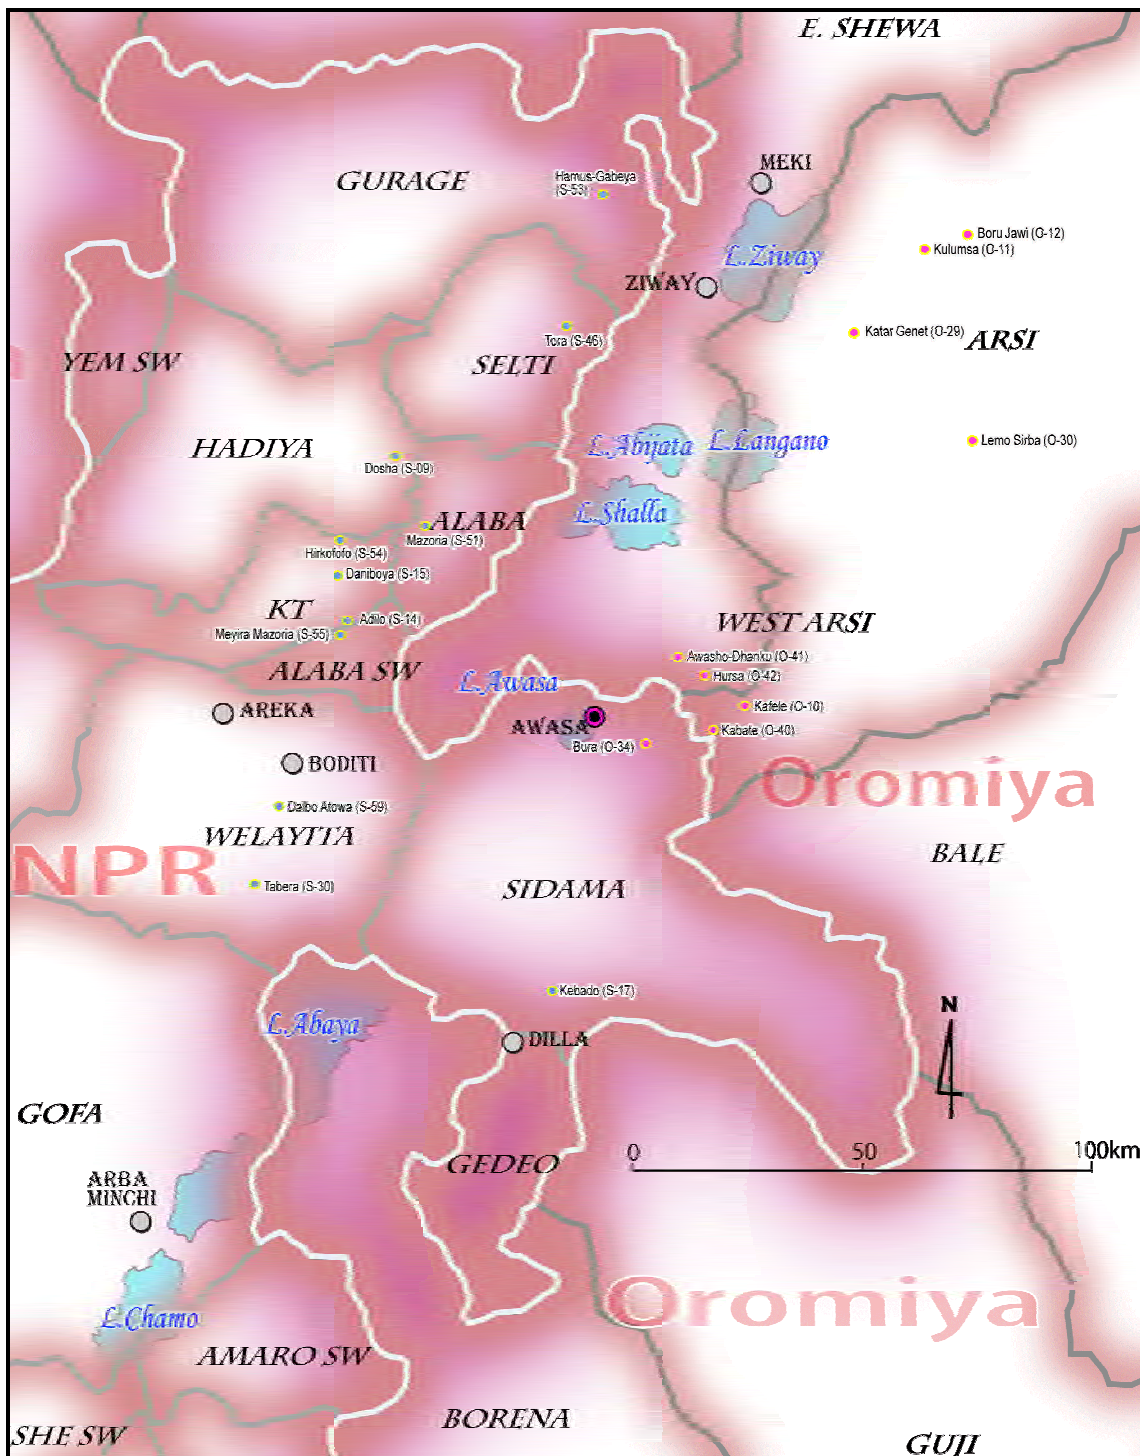 E. SHEWA
MEKI
GURAGE
Hamus-Gabeya
(S-53)
Boru Jawi (O-12)
Kulumsa (O-11)
L.Ziway
ZIWAY
Tora (S-46)
Katar Genet (O-29)
ARSI
YEM SW
SELTI
HADIYA
L.Abijata
L.Langano
Lemo Sirba (O-30)
Dosha (S-09)
L.Shalla
ALABA
Mazoria (S-51)
Hirkofofo (S-54)
Daniboya (S-15)
KT
Adilo (S-14)
WEST ARSI
Meyira Mazoria (S-55)
Awasho-Dhanku (O-41)
ALABA SW
Hursa (O-42)
L.Awasa
Kafele (O-10)
AREKA
AWASA
Kabate (O-40)
Bura (O-34)
BODITI
Oromiya
Dalbo Atowa (S-59)
WELAYITA
BALE
NPR
Tabera (S-30)
SIDAMA
Kebado (S-17)
N
L.Abaya
DILLA
GOFA
0
50
100km
GEDEO
ARBA
MINCHI
Oromiya
L.Chamo
AMARO SW
BORENA
SHE SW
GUJI